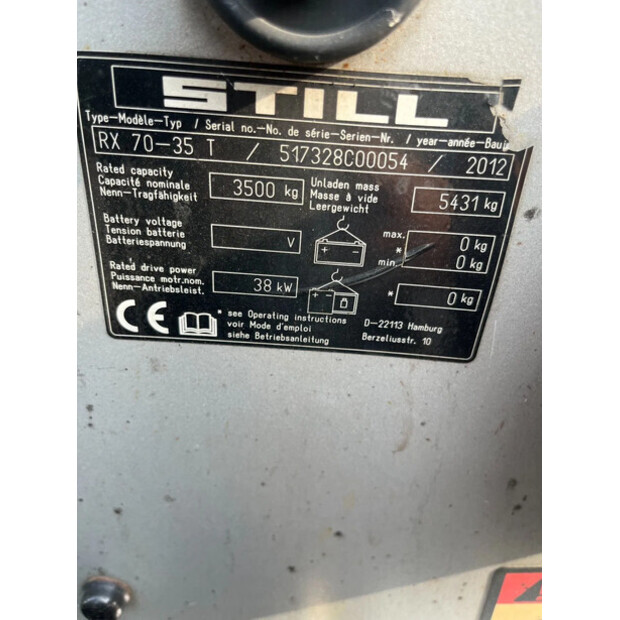 STILL
Type-Modèle-Typ / Serial no.-No. de série-Serien-Nr. / year-année-Bauj
RX 70-35 T / 517328C00054 / 2012
Rated capacity
Capacité nominale
Nenn-Tragfähigkeit
3500 kg
Unladen mass
Masse à vide
Leergewicht
5431 kg
Battery voltage
Tension batterie
Batteriespannung
V
+ -
max.
*
min.
0 kg
0 kg
Rated drive power
Puissance motr.nom.
Nenn-Antriebsleist.
38 kW
+ -
* 0 kg
CE
* see Operating instructions
voir Mode d'emploi
siehe Betriebsanleitung
D-22113 Hamburg
Berzeliusstr. 10